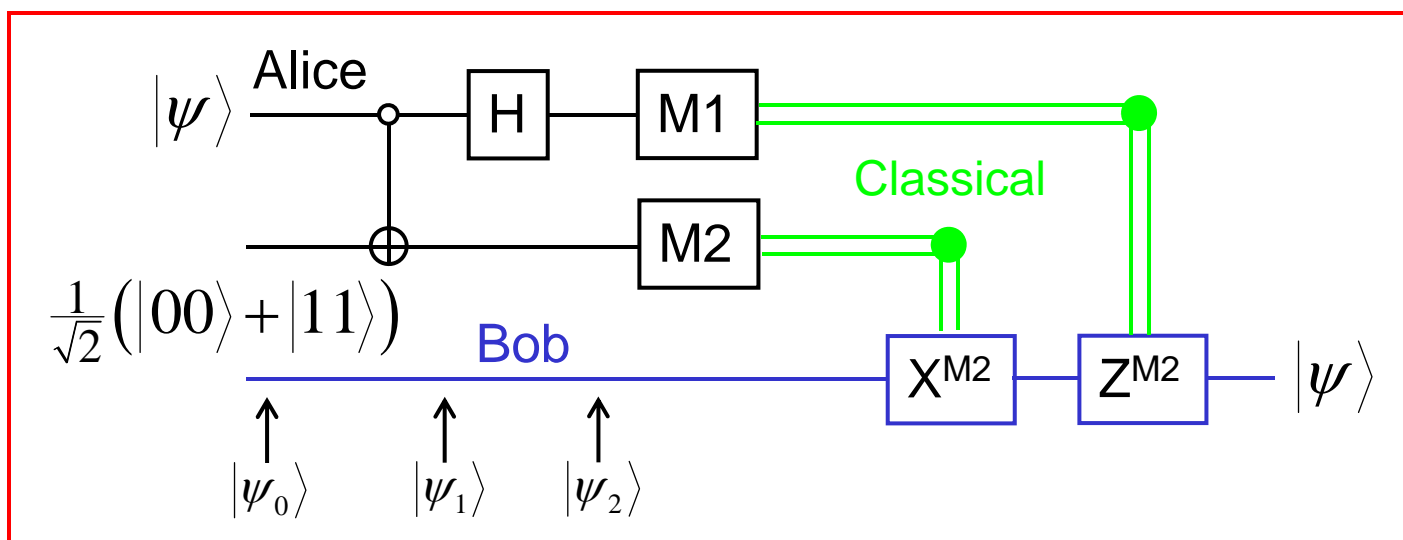 Alice
|ψ⟩
H
M1
Classical
M2
1/√2 (|00⟩+|11⟩)
Bob
X^M2
Z^M2
|ψ⟩
|ψ₀⟩
|ψ₁⟩
|ψ₂⟩